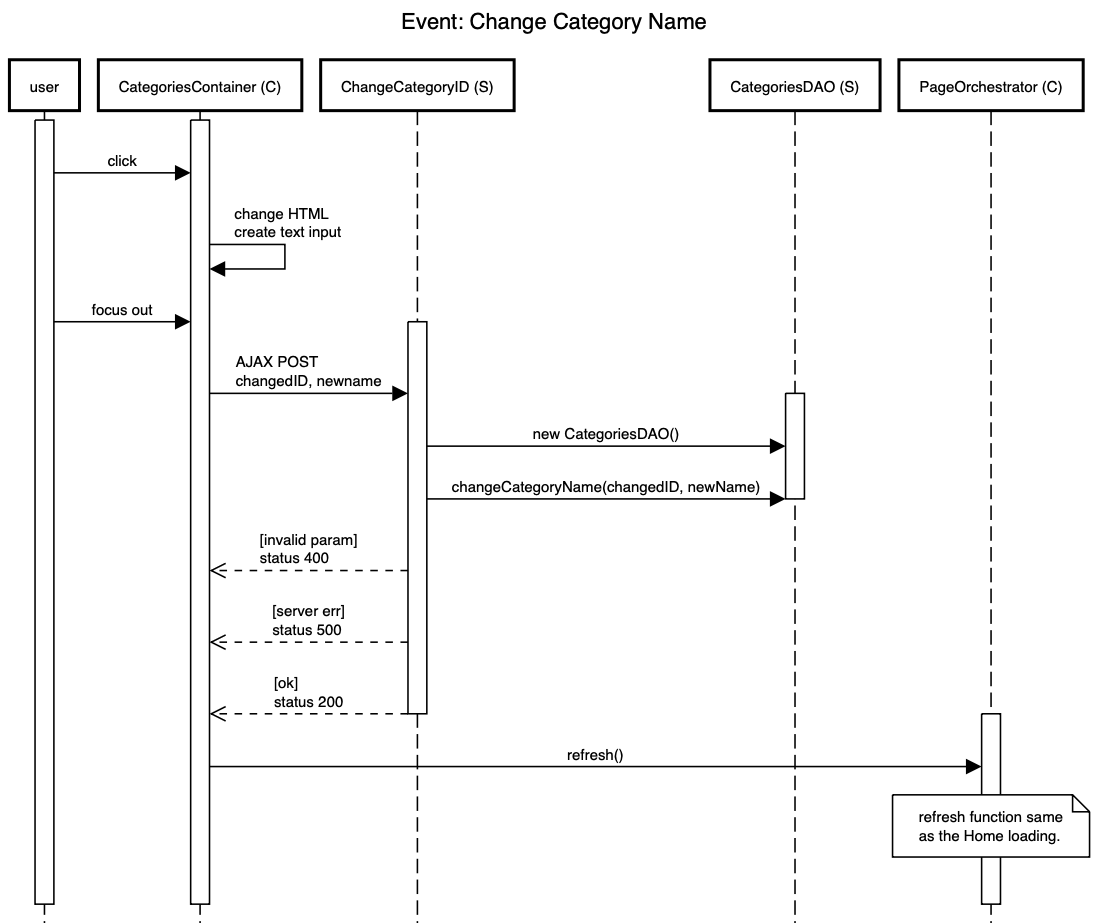 Event: Change Category Name
user
CategoriesContainer (C)
ChangeCategoryID (S)
CategoriesDAO (S)
PageOrchestrator (C)
click
change HTML
create text input
focus out
AJAX POST
changedID, newname
new CategoriesDAO()
changeCategoryName(changedID, newName)
[invalid param]
status 400
[server err]
status 500
[ok]
status 200
refresh()
refresh function same
as the Home loading.